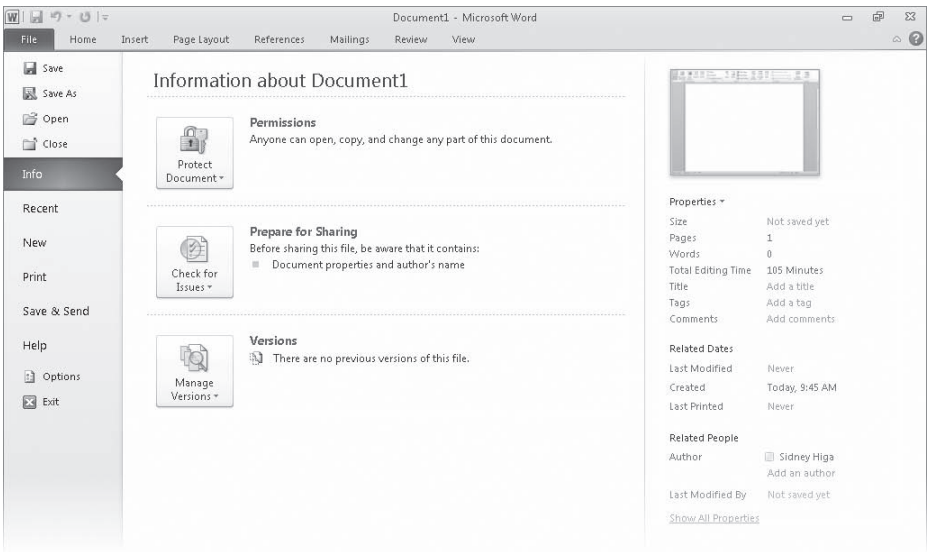 Document1 - Microsoft Word
File Home Insert Page Layout References Mailings Review View
Save
Save As
Open
Close
Info
Recent
New
Print
Save & Send
Help
Options
Exit
Information about Document1
Protect
Document
Permissions
Anyone can open, copy, and change any part of this document.
Check for
Issues
Prepare for Sharing
Before sharing this file, be aware that it contains:
Document properties and author's name
Manage
Versions
Versions
There are no previous versions of this file.
Properties
Size Not saved yet
Pages 1
Words 0
Total Editing Time 105 Minutes
Title Add a title
Tags Add a tag
Comments Add comments
Related Dates
Last Modified Never
Created Today, 9:45 AM
Last Printed Never
Related People
Author Sidney Higa
Add an author
Last Modified By Not saved yet
Show All Properties